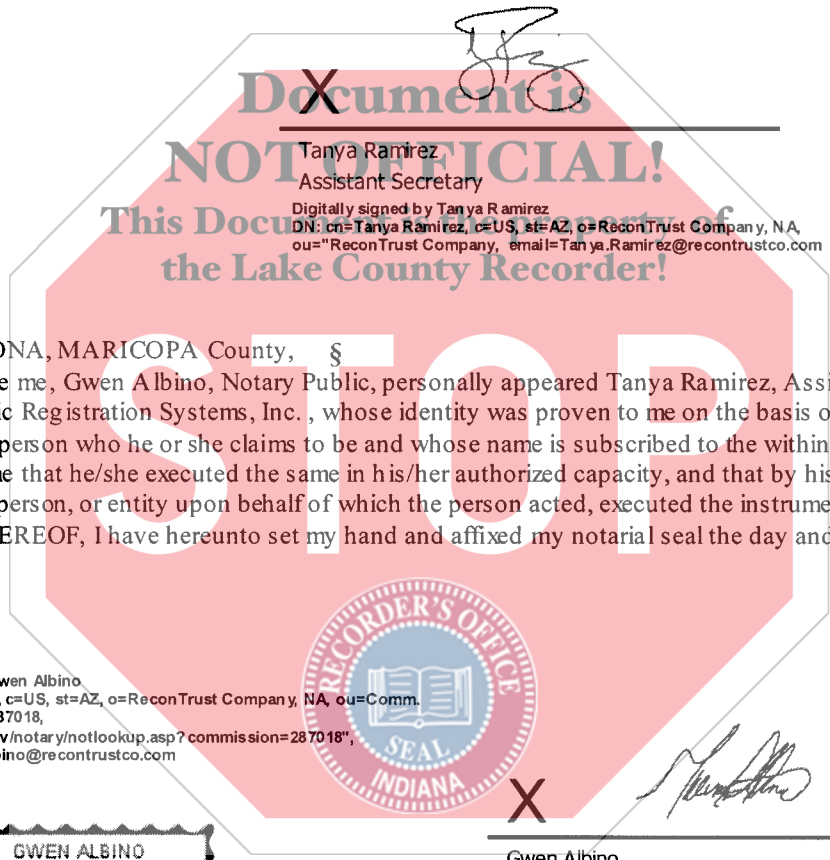 Document is
NOT OFFICIAL!
This Document is the property of
the Lake County Recorder!
STOP
X
Tanya Ramirez
Assistant Secretary
Digitally signed by Tanya Ramirez
DN: cn=Tanya Ramirez, c=US, st=AZ, o=ReconTrust Company, NA,
ou="ReconTrust Company, email=Tanya.Ramirez@recontrustco.com
ONA, MARICOPA County, §
e me, Gwen Albino, Notary Public, personally appeared Tanya Ramirez, Assi
ic Registration Systems, Inc. , whose identity was proven to me on the basis o
person who he or she claims to be and whose name is subscribed to the within
ne that he/she executed the same in his/her authorized capacity, and that by his
person, or entity upon behalf of which the person acted, executed the instrume
EREOF, I have hereunto set my hand and affixed my notarial seal the day and
RECORDER'S OFFICE
SEAL
INDIANA
wen Albino
, c=US, st=AZ, o=ReconTrust Company, NA, ou=Comm.
87018,
v/notary/notlookup.asp?commission=287018",
bino@recontrustco.com
X
GWEN ALBINO
Gwen Albino